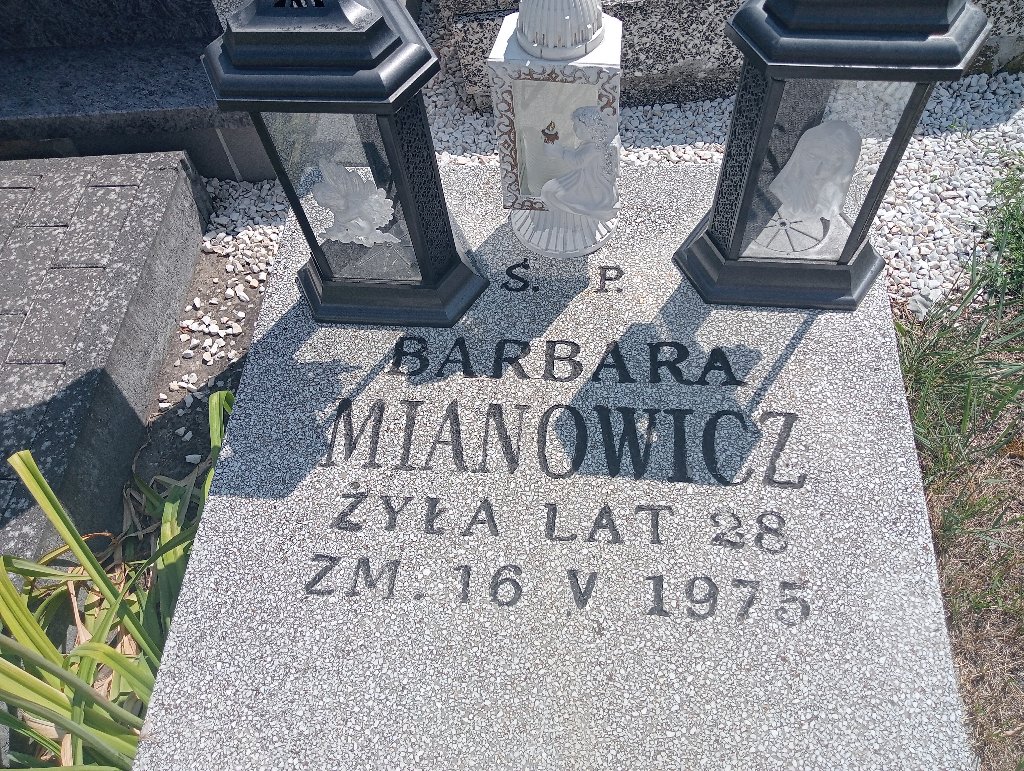 Ś. P.
BARBARA
MIANOWICZ
ŻYŁA LAT 28
ZM. 16 V 1975